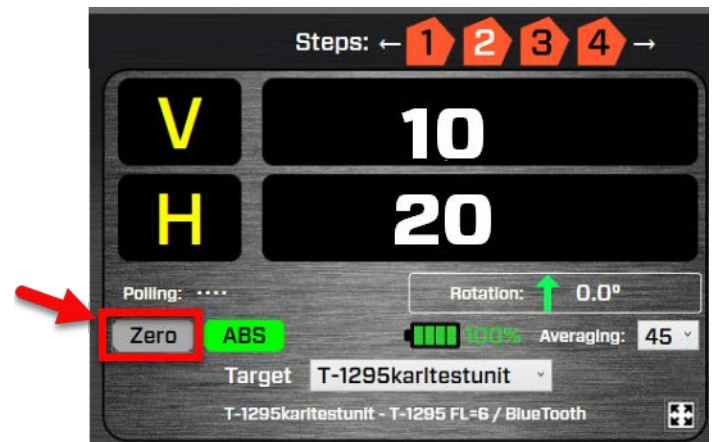 Steps: ← 1 2 3 4 →
V 10
H 20
Polling: ···· Rotation: ↑ 0.0°
Zero ABS 100% Averaging: 45
Target T-1295karltestunit
T-1295karltestunit - T-1295 FL=6 / BlueTooth